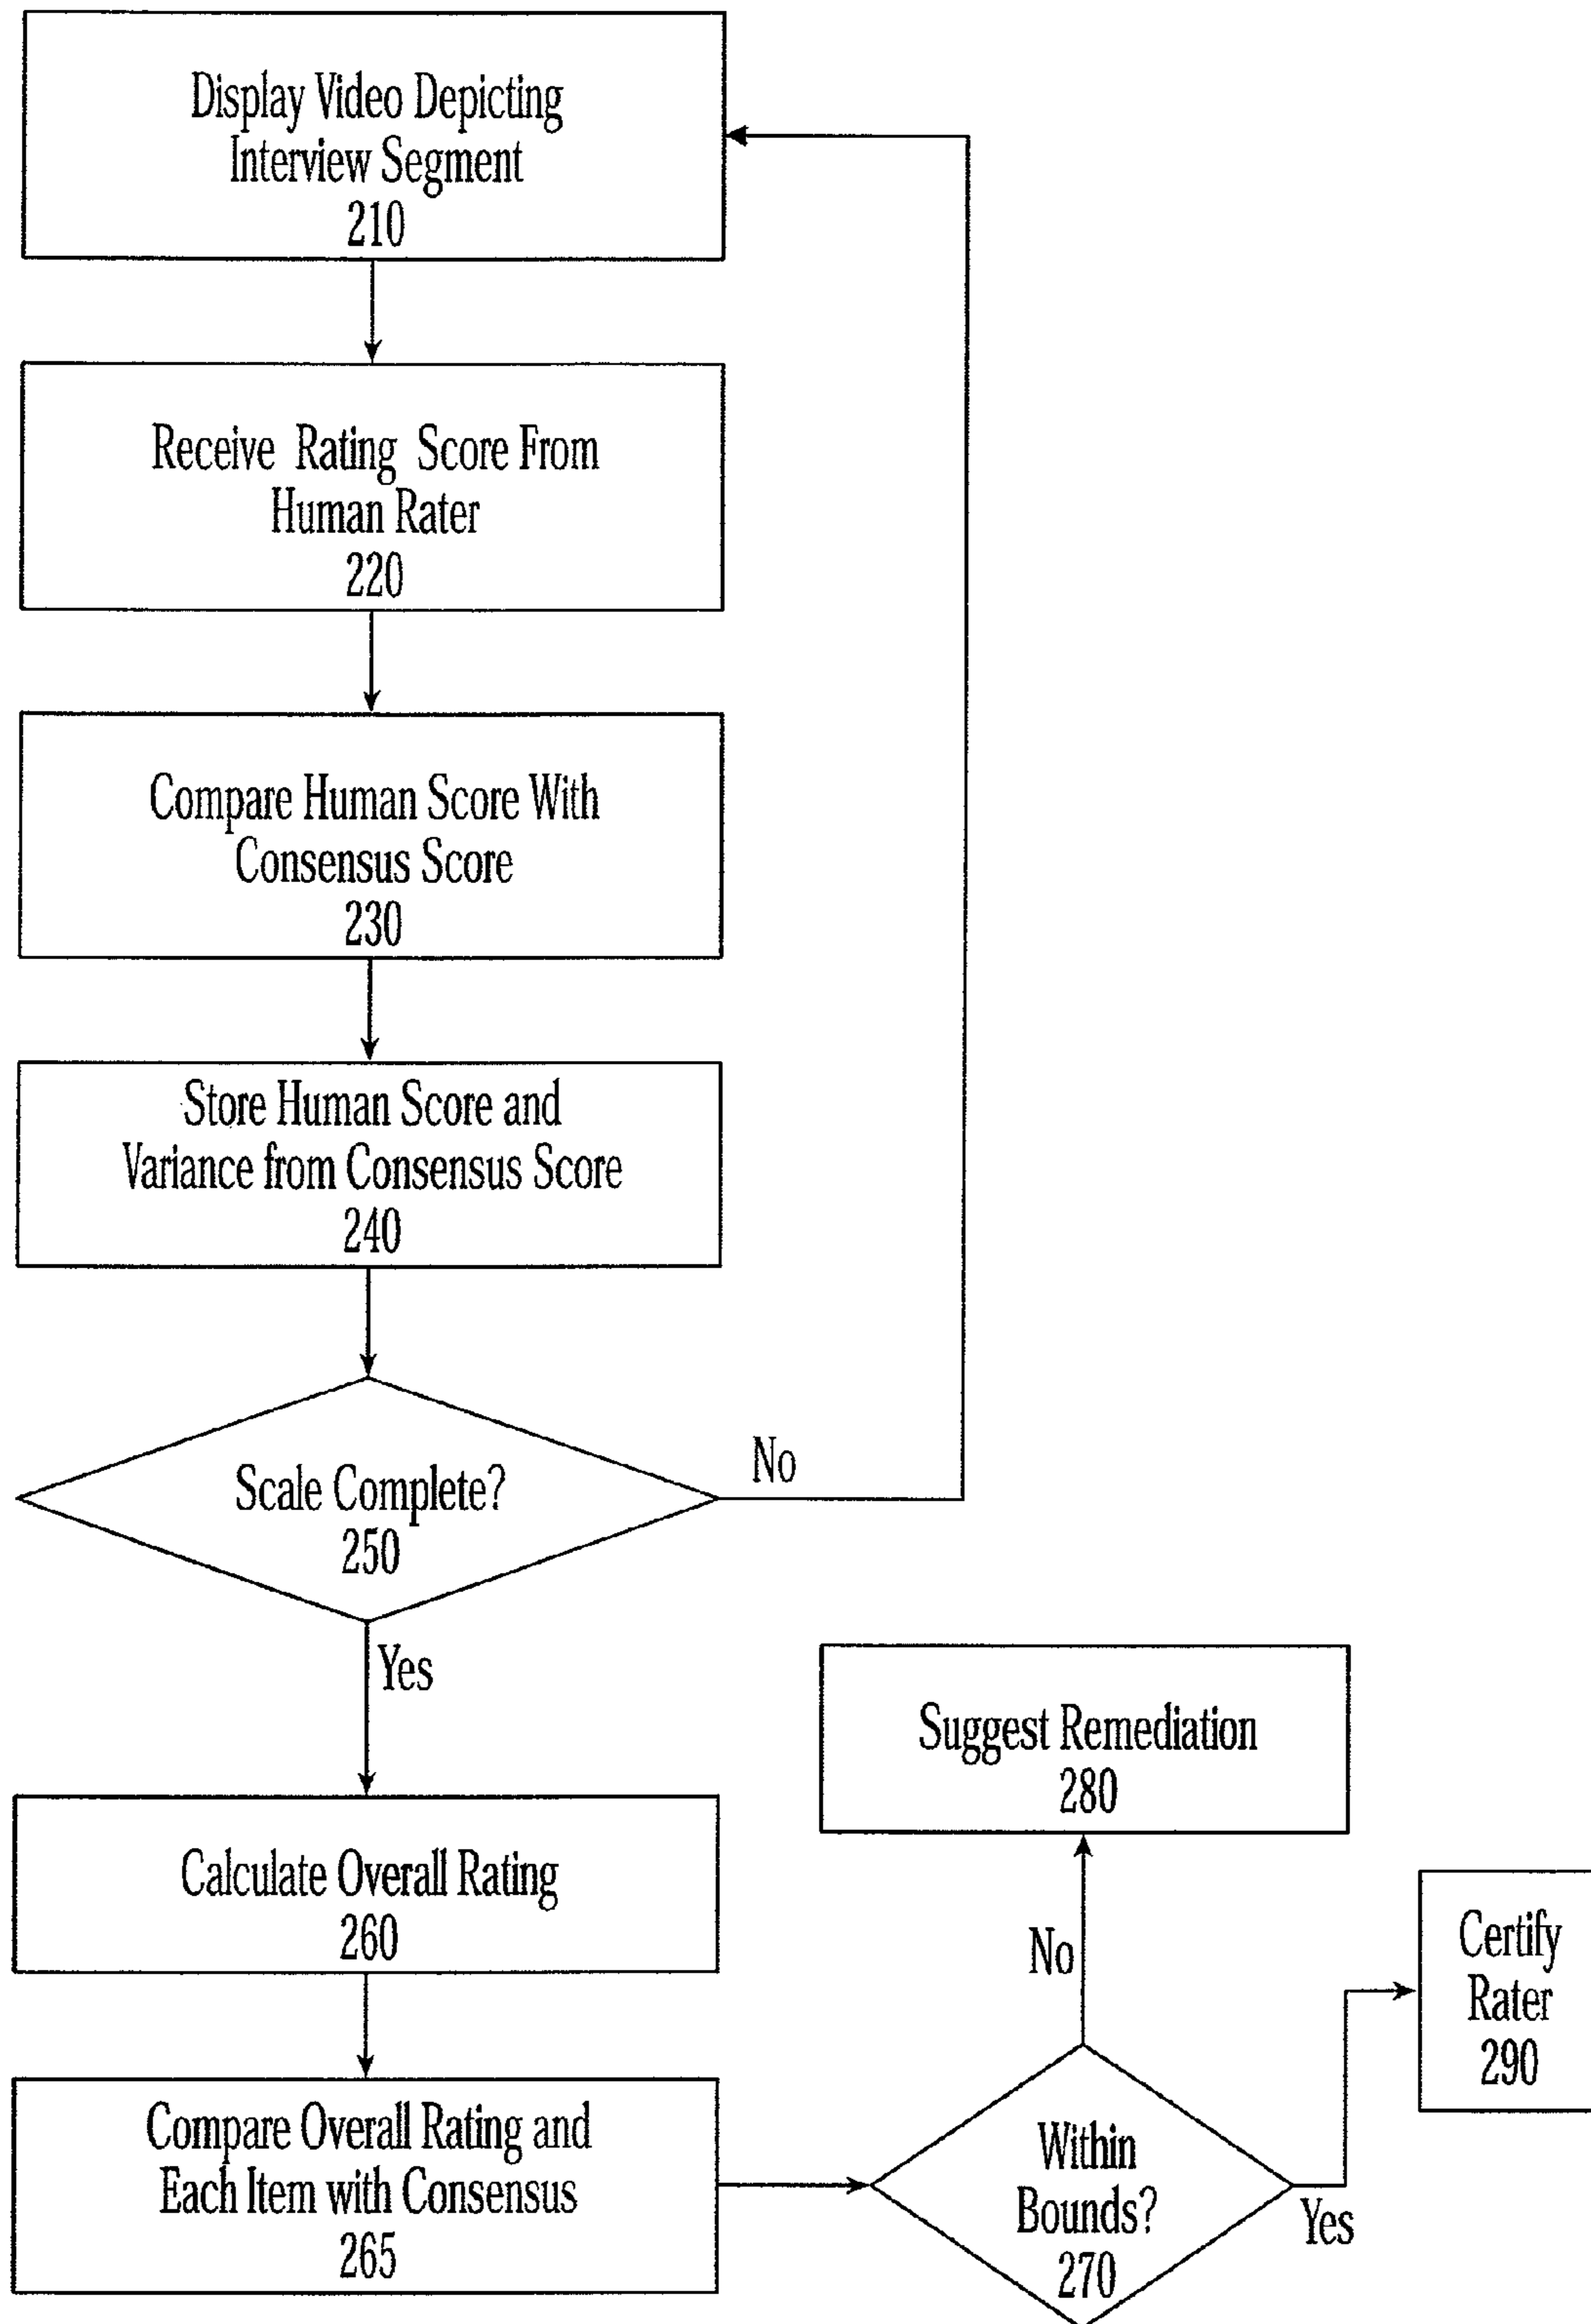 Display Video Depicting
Interview Segment
210
Receive Rating Score From
Human Rater
220
Compare Human Score With
Consensus Score
230
Store Human Score and
Variance from Consensus Score
240
Scale Complete?
250
No
Yes
Calculate Overall Rating
260
Compare Overall Rating and
Each Item with Consensus
265
Within
Bounds?
270
No
Suggest Remediation
280
Yes
Certify
Rater
290